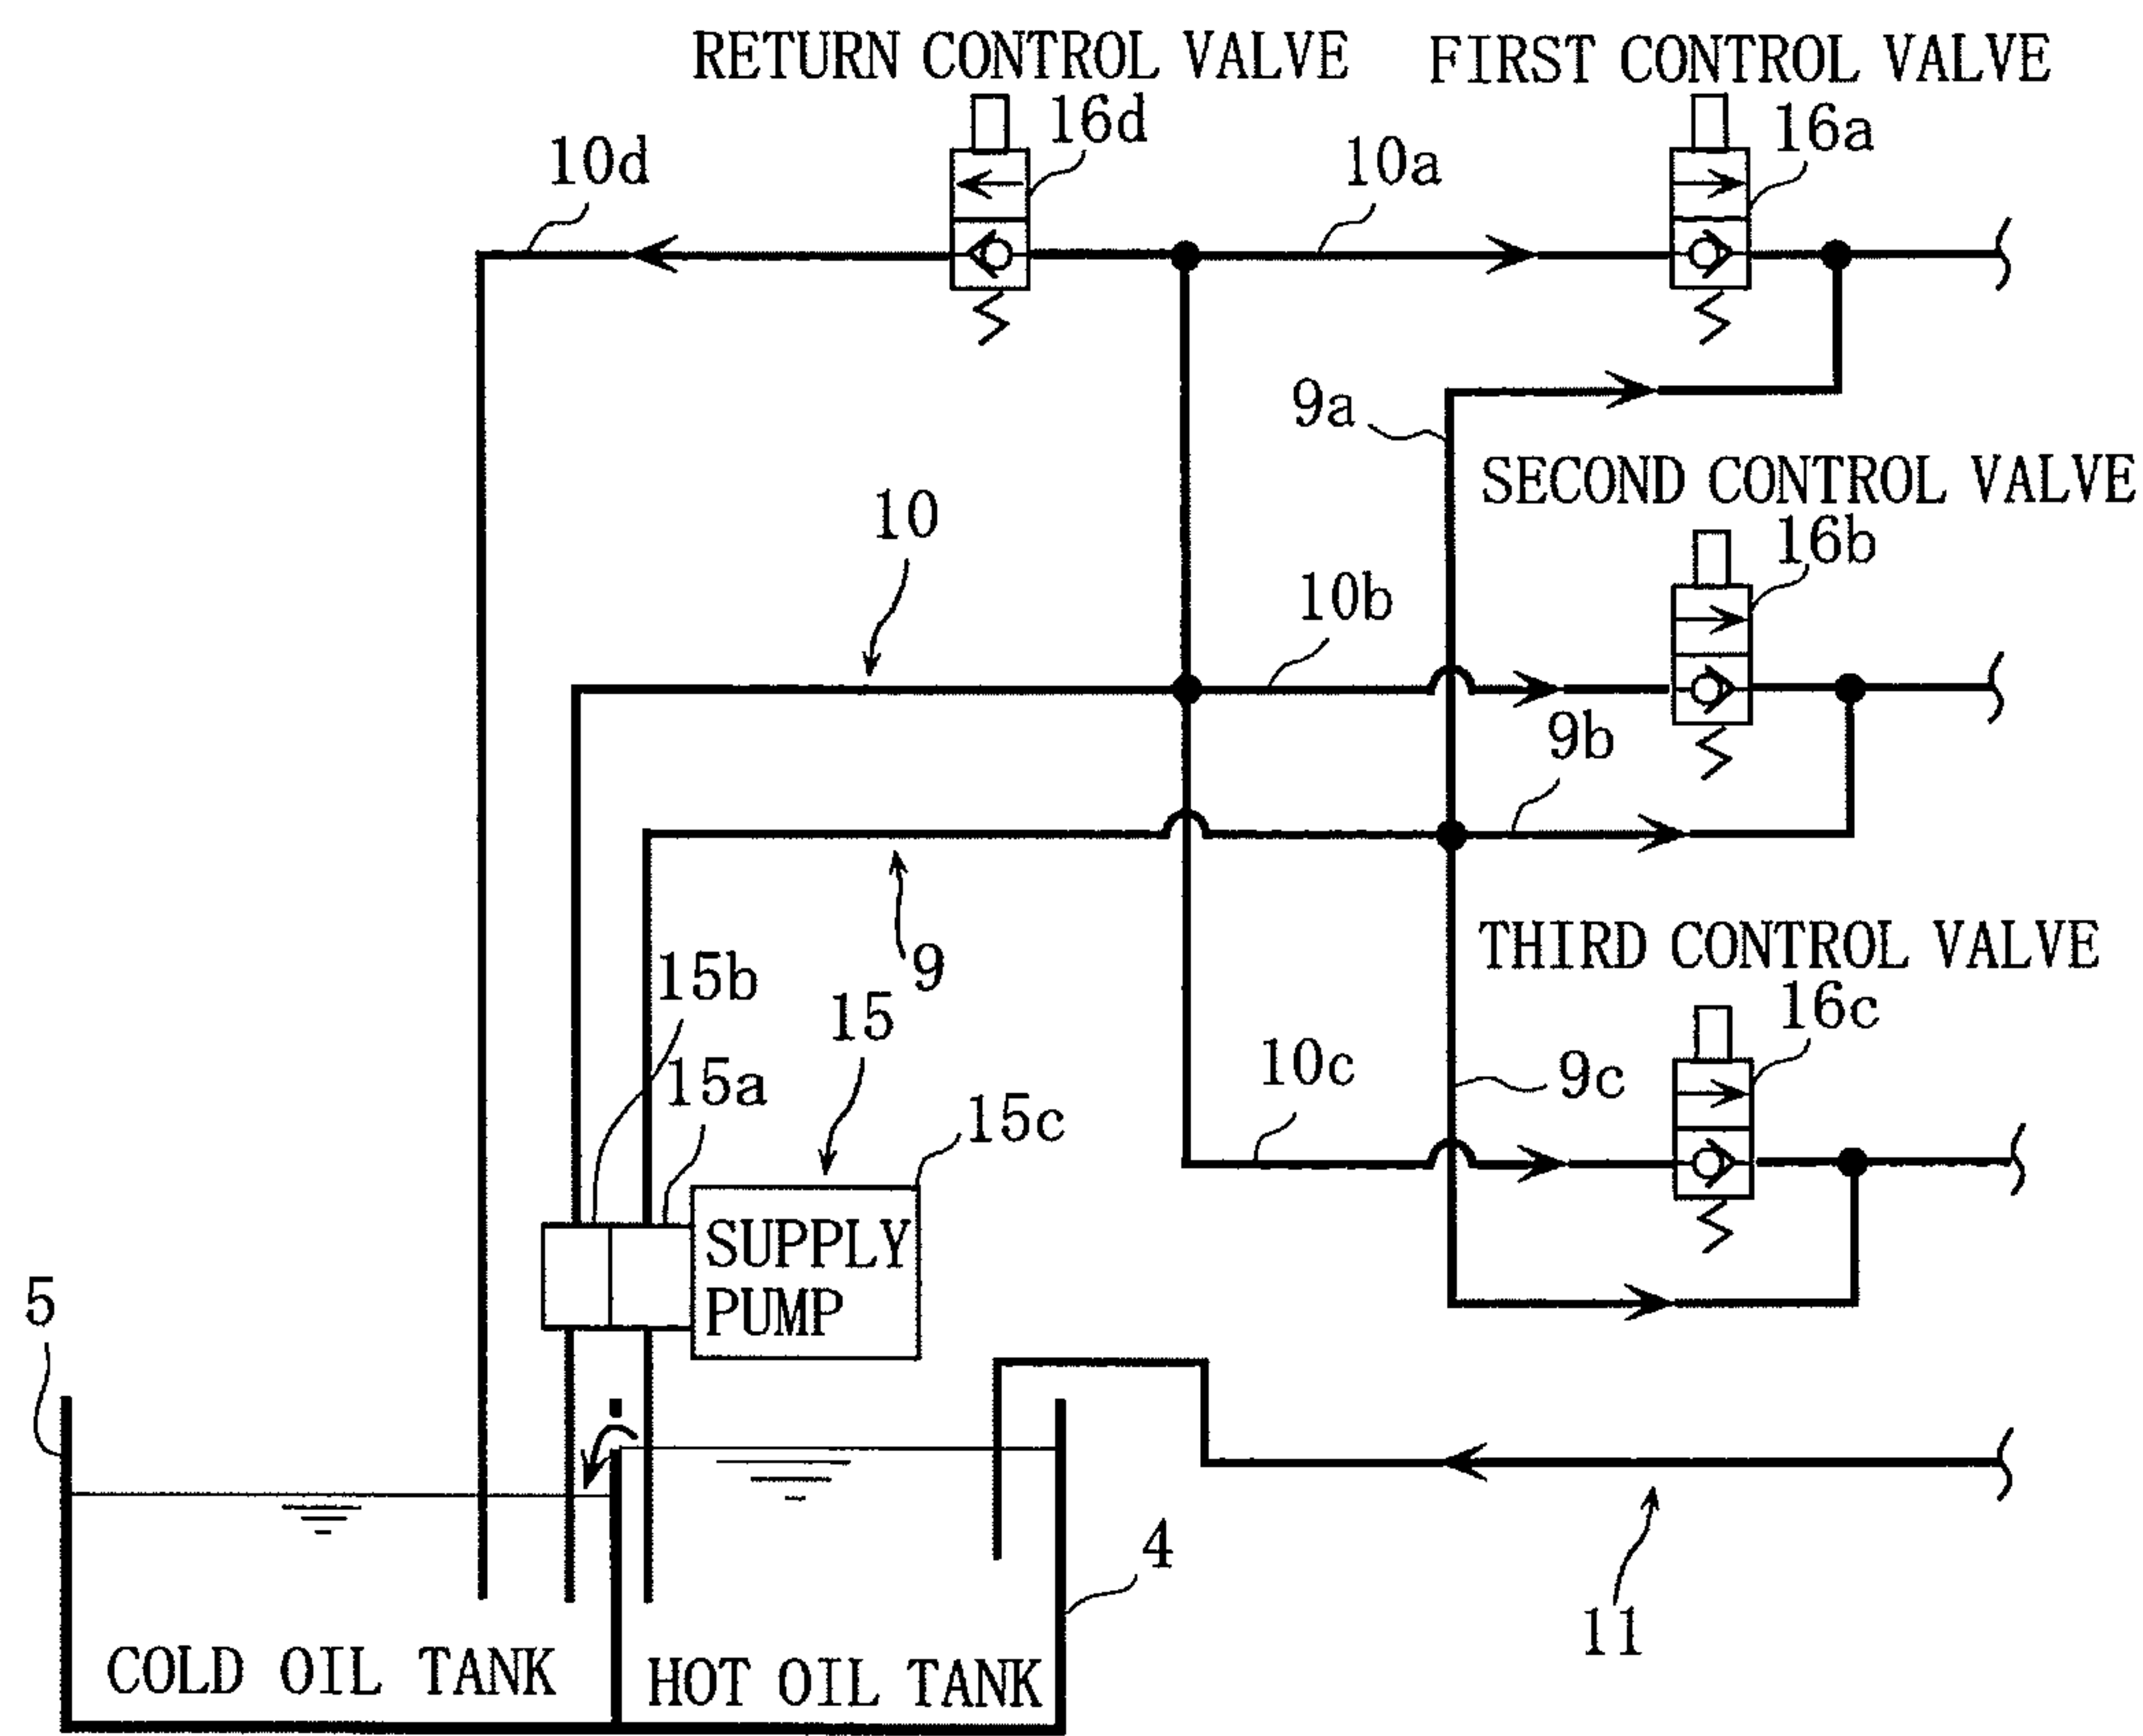 RETURN CONTROL VALVE
FIRST CONTROL VALVE
16d
16a
10d
10a
9a
SECOND CONTROL VALVE
10
16b
10b
9b
THIRD CONTROL VALVE
9
15b
15
16c
10c
9c
15a
15c
SUPPLY
PUMP
5
4
11
COLD OIL TANK
HOT OIL TANK